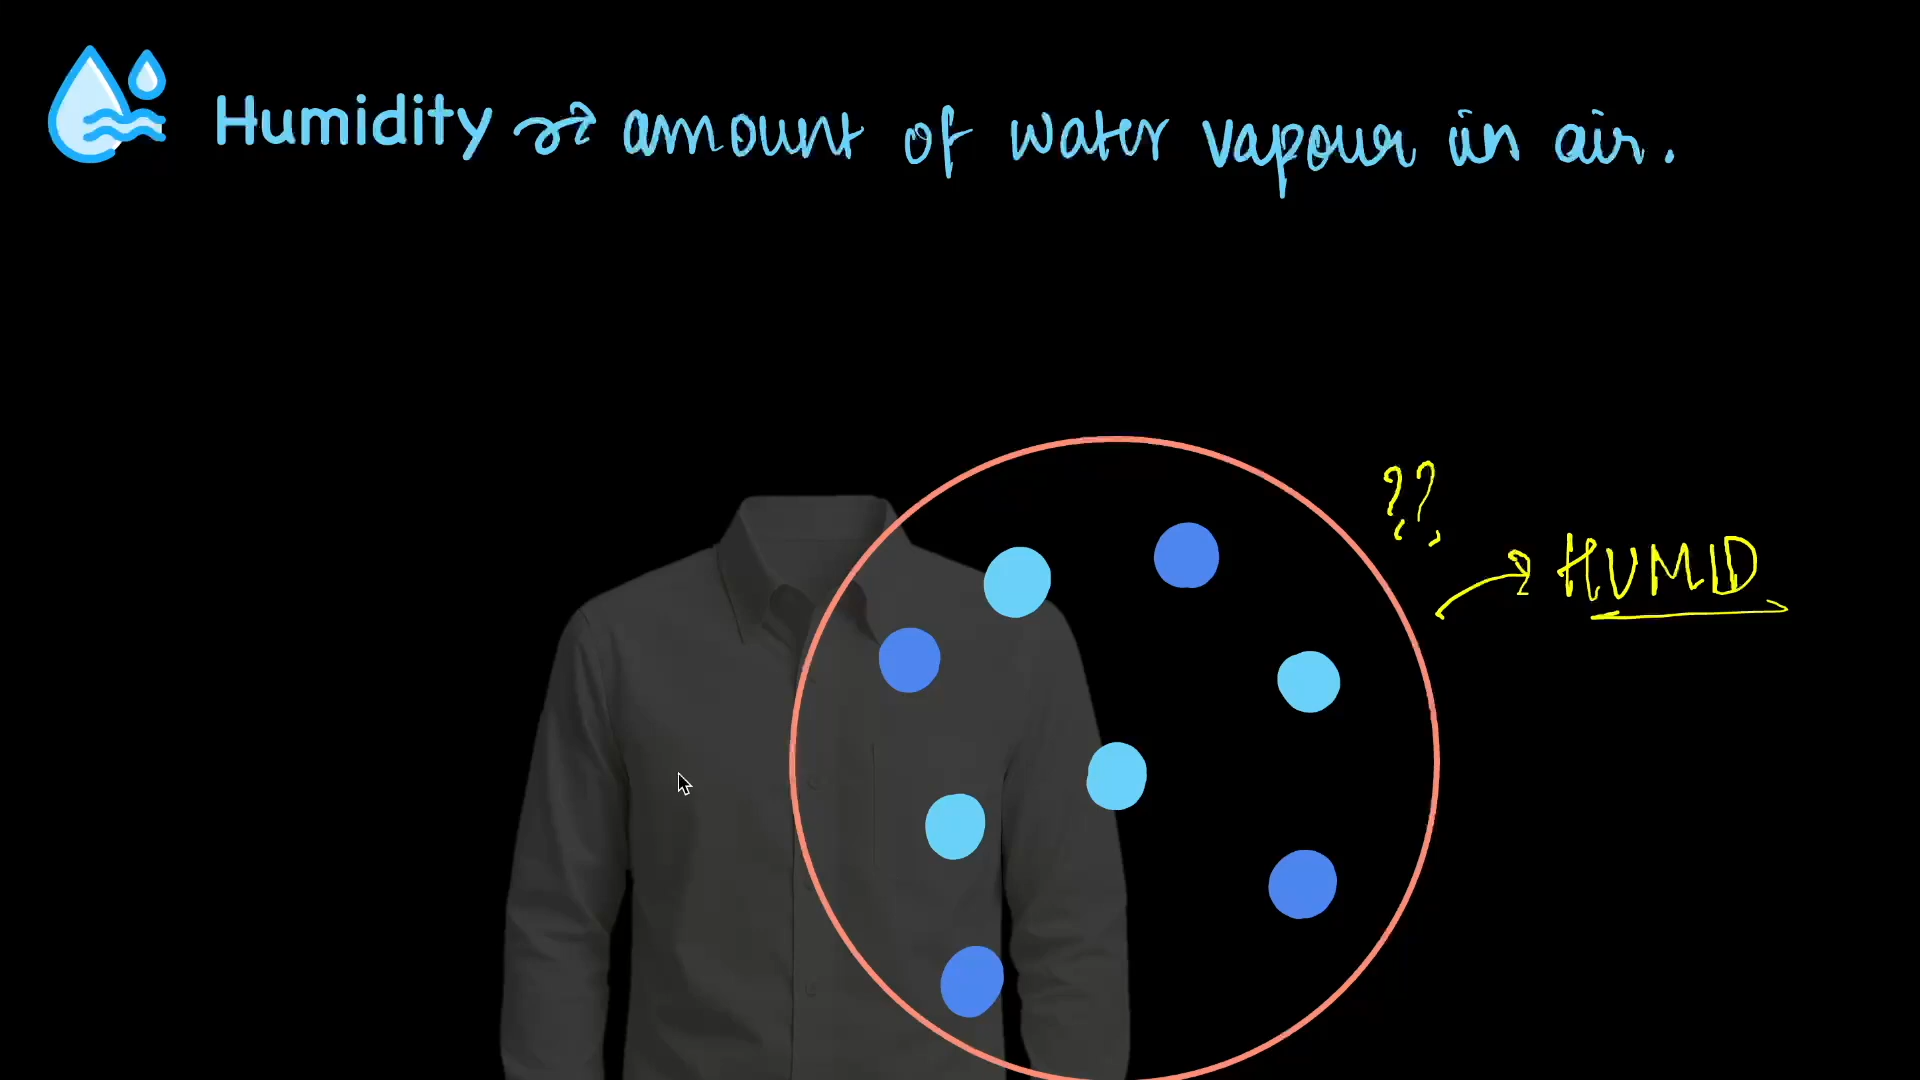 Humidity → amount of water vapour in air.
??
→ HUMID